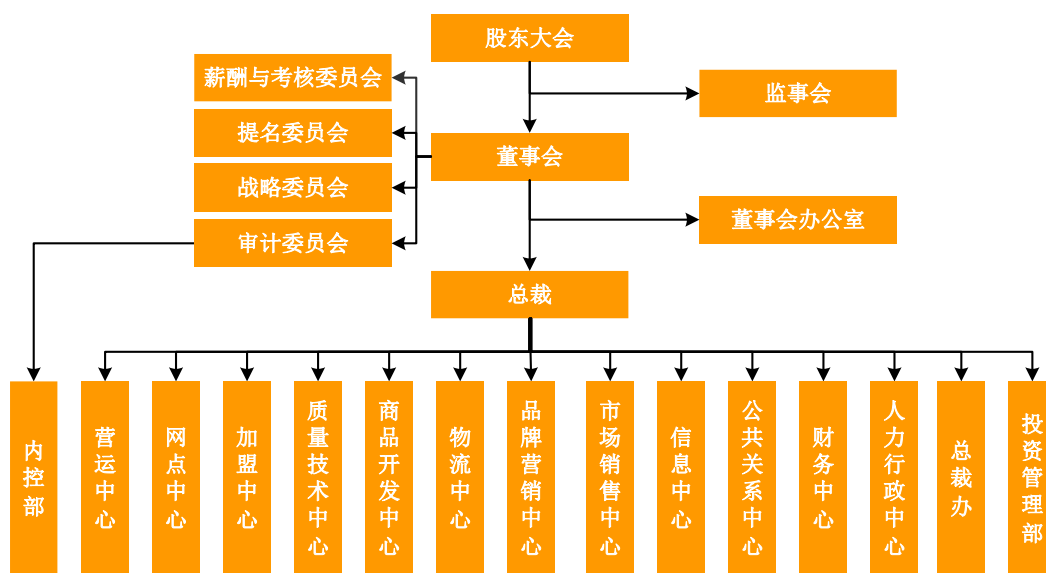 股东大会
薪酬与考核委员会
监事会
提名委员会
董事会
战略委员会
董事会办公室
审计委员会
总裁
内控部
营运中心
网点中心
加盟中心
质量技术中心
商品开发中心
物流中心
品牌营销中心
市场销售中心
信息中心
公共关系中心
财务中心
人力行政中心
总裁办
投资管理部